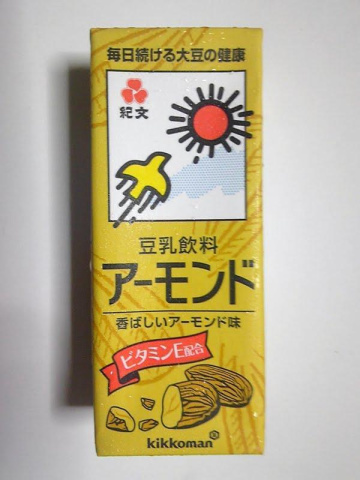 毎日続ける大豆の健康
紀文
豆乳飲料
アーモンド
香ばしいアーモンド味
ビタミンE配合
kikkoman®